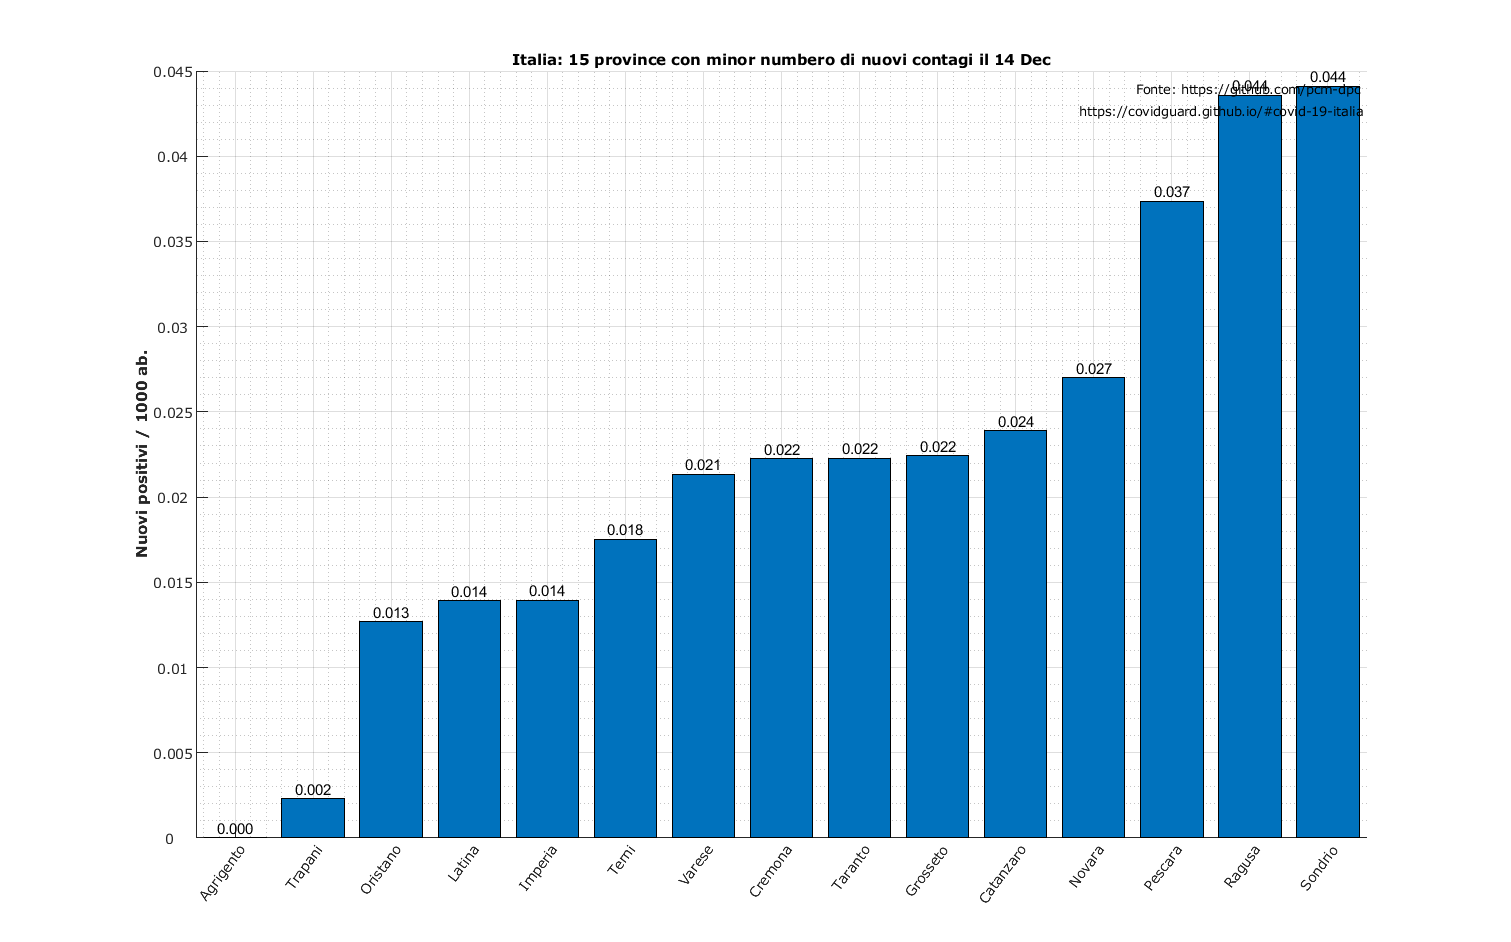 Italia: 15 province con minor numbero di nuovi contagi il 14 Dec
Fonte: https://github.com/pcm-dpc
https://covidguard.github.io/#covid-19-italia
Nuovi positivi / 1000 ab.
0.045
0.04
0.035
0.03
0.025
0.02
0.015
0.01
0.005
0
0.000
0.002
0.013
0.014
0.014
0.018
0.021
0.022
0.022
0.022
0.024
0.027
0.037
0.044
0.044
Agrigento
Trapani
Oristano
Latina
Imperia
Terni
Varese
Cremona
Taranto
Grosseto
Catanzaro
Novara
Pescara
Ragusa
Sondrio